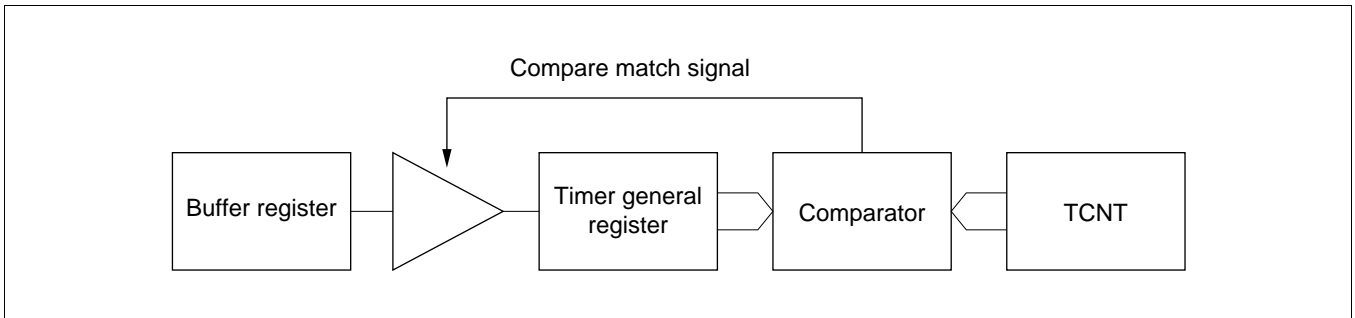 Compare match signal
Buffer register
Timer general
register
Comparator
TCNT